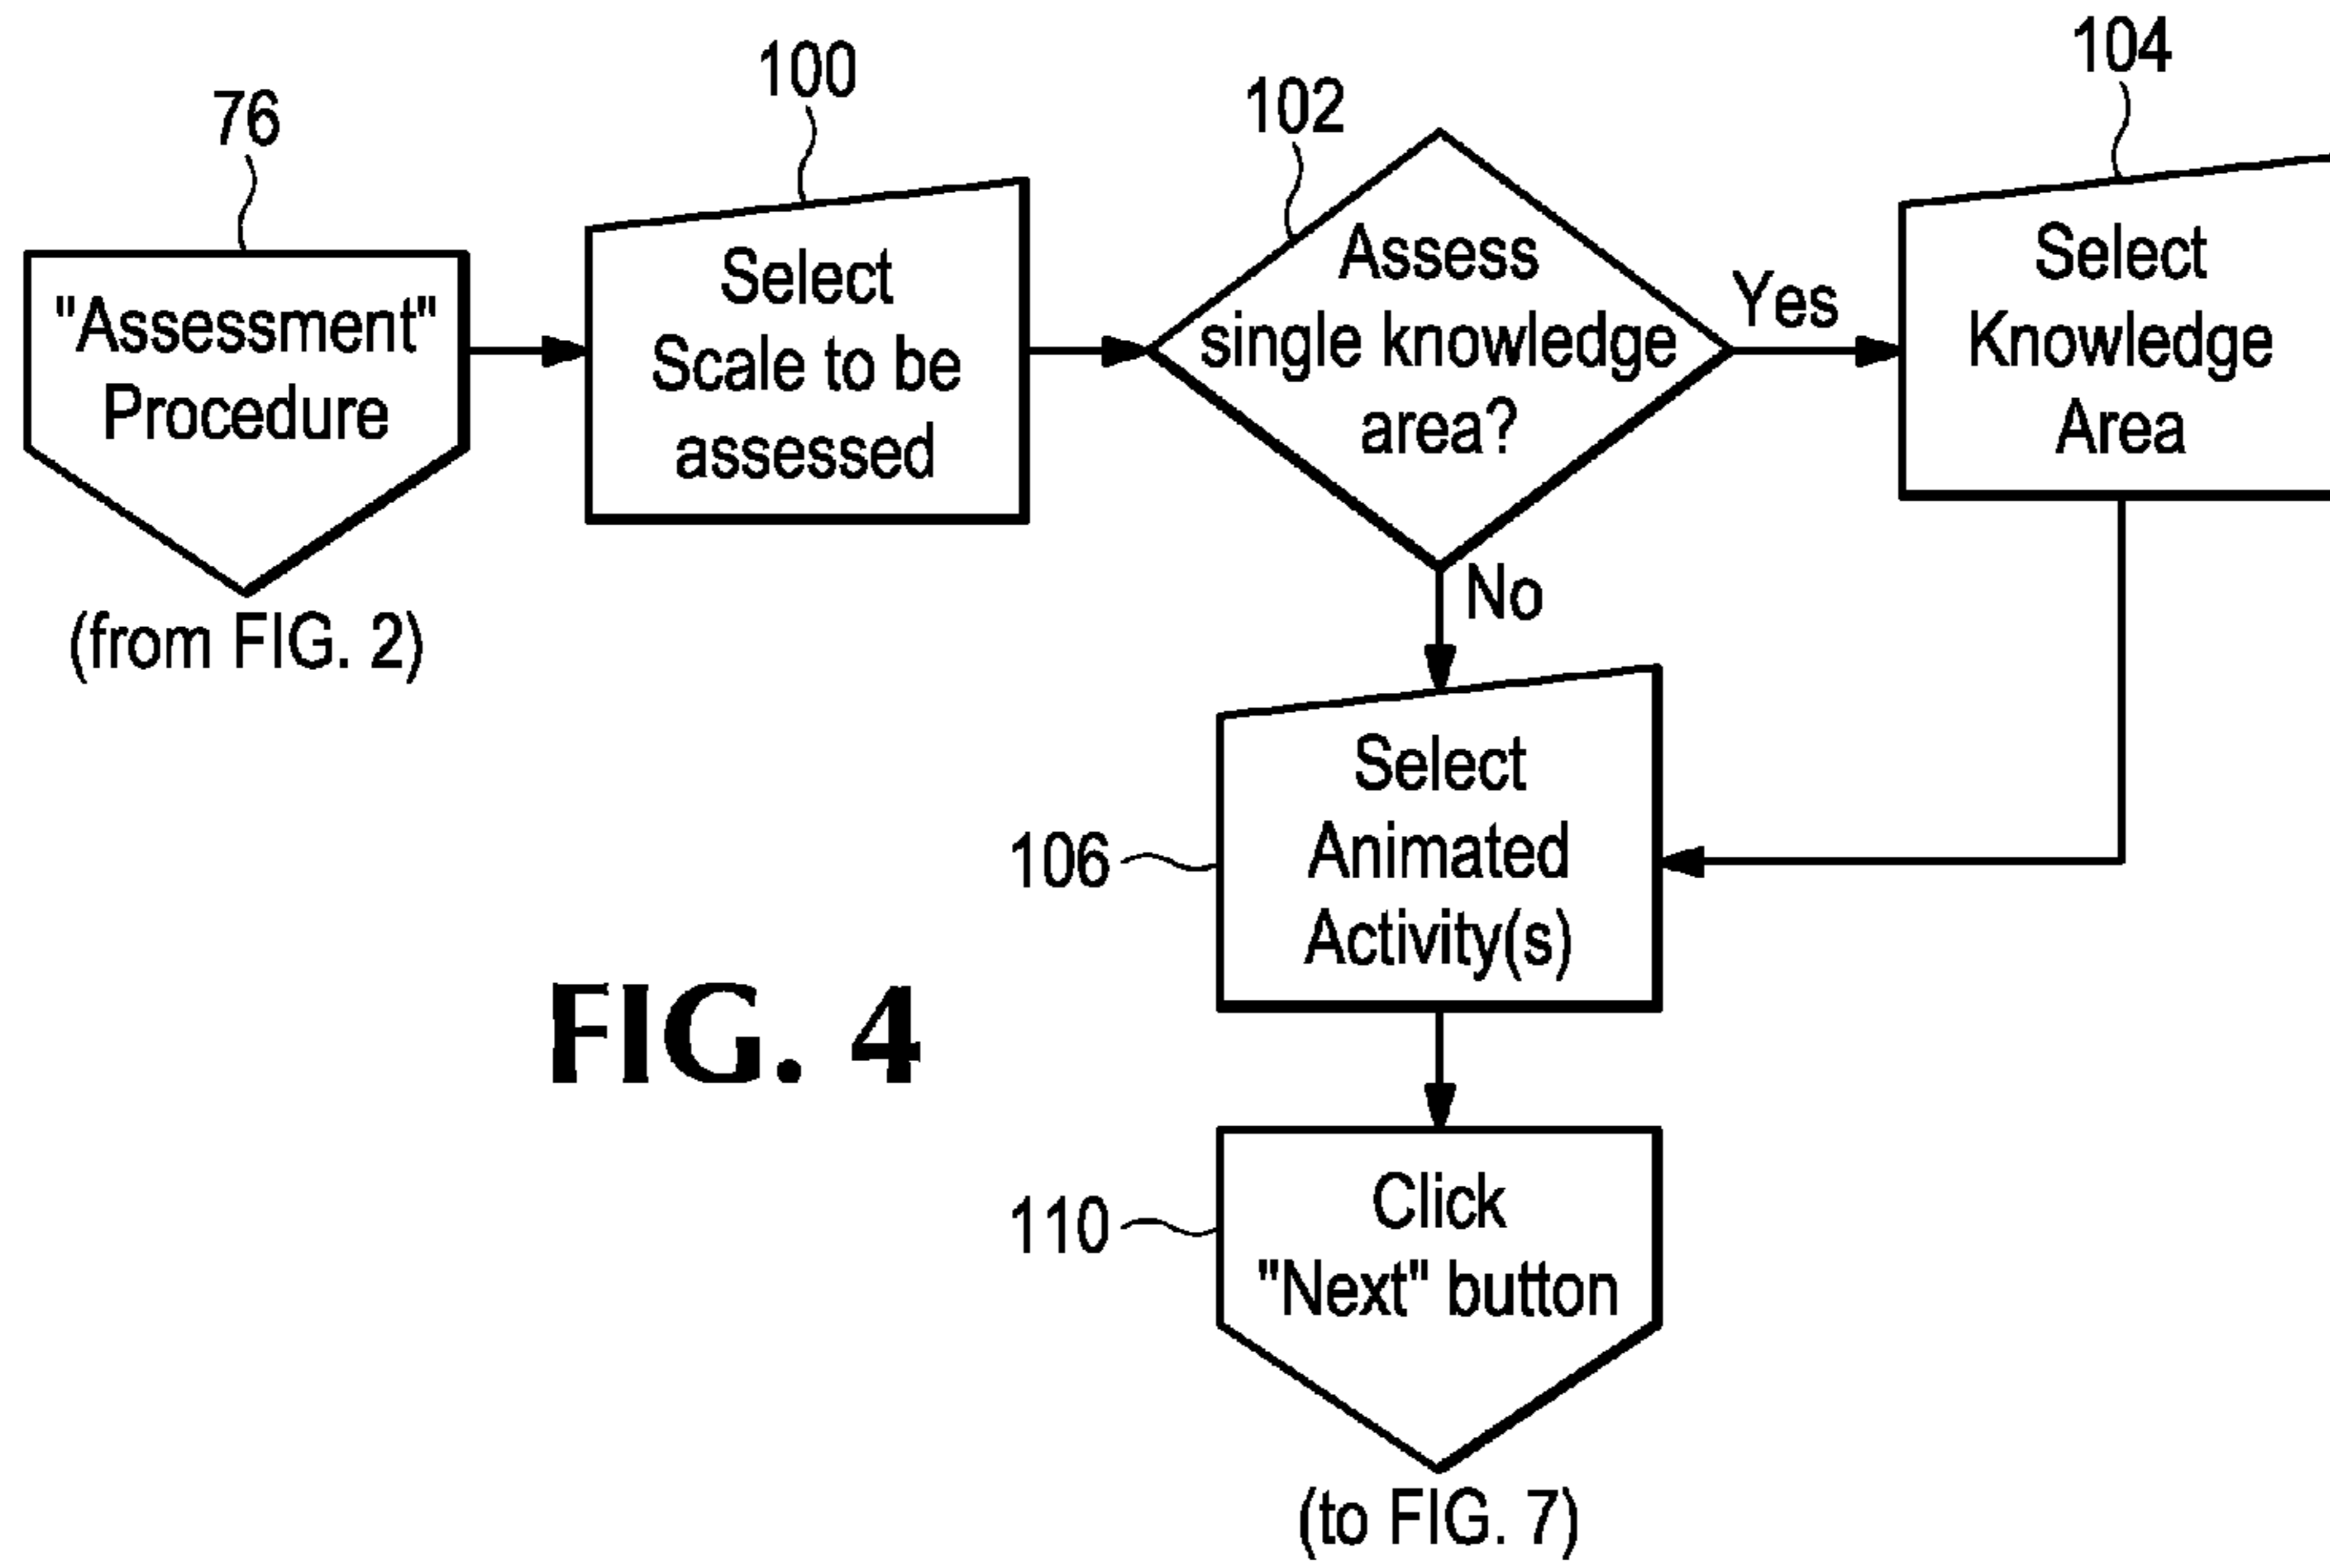 76
"Assessment"
Procedure
(from FIG. 2)
100
Select
Scale to be
assessed
102
Assess
single knowledge
area?
Yes
No
104
Select
Knowledge
Area
106
Select
Animated
Activity(s)
110
Click
"Next" button
(to FIG. 7)
FIG. 4